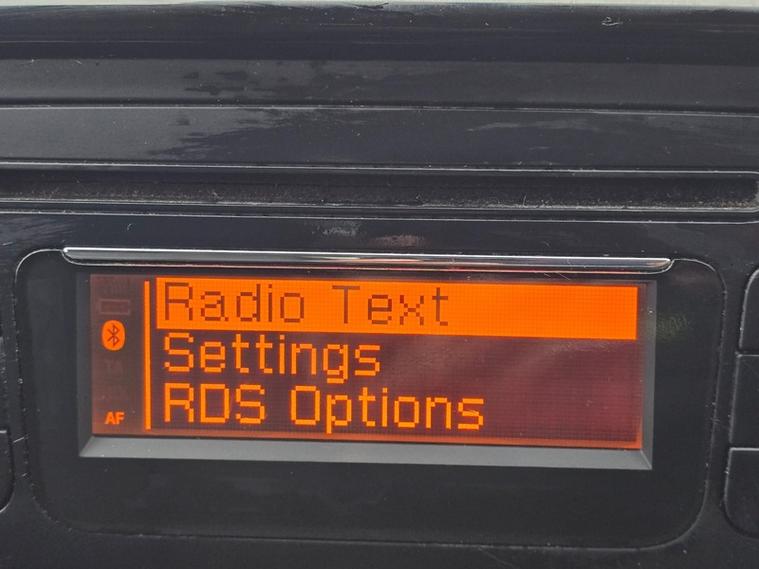 Radio Text
Settings
RDS Options
AF